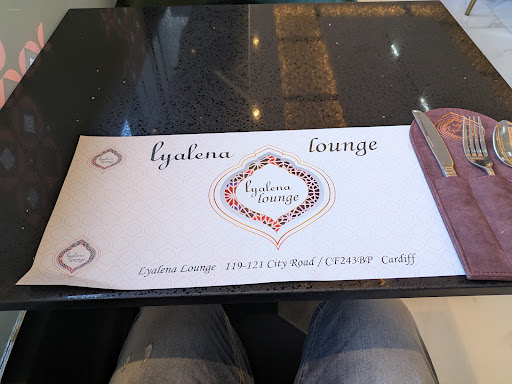 Lyalena lounge
Lyalena
lounge
Lyalena Lounge 119-121 City Road / CF243BP Cardiff